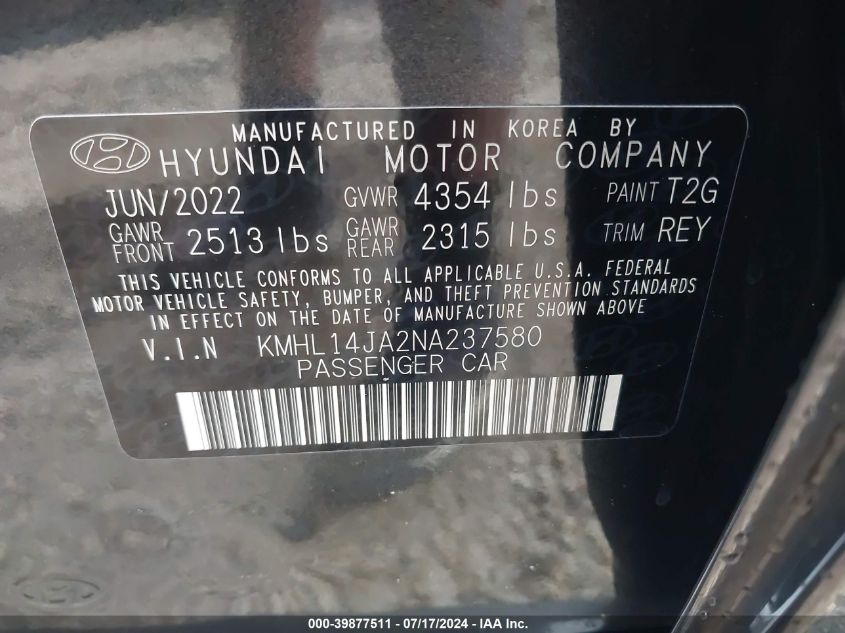 MANUFACTURED IN KOREA BY
HYUNDAI MOTOR COMPANY
JUN/2022 GVWR 4354 lbs PAINT T2G
GAWR FRONT 2513 lbs GAWR REAR 2315 lbs TRIM REY
THIS VEHICLE CONFORMS TO ALL APPLICABLE U.S.A. FEDERAL
MOTOR VEHICLE SAFETY, BUMPER, AND THEFT PREVENTION STANDARDS
IN EFFECT ON THE DATE OF MANUFACTURE SHOWN ABOVE
V.I.N KMHL14JA2NA237580
PASSENGER CAR
000-39877511 - 07/17/2024 - IAA Inc.